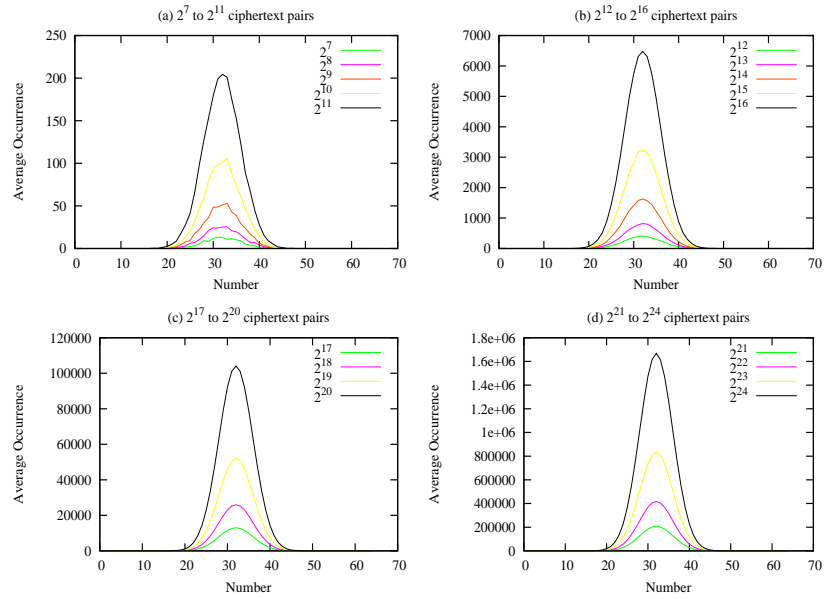 (a) 2^7 to 2^11 ciphertext pairs
250
200
150
100
50
0
0 10 20 30 40 50 60 70
Average Occurrence
Number
2^7
2^8
2^9
2^10
2^11
(b) 2^12 to 2^16 ciphertext pairs
7000
6000
5000
4000
3000
2000
1000
0
0 10 20 30 40 50 60 70
Average Occurrence
Number
2^12
2^13
2^14
2^15
2^16
(c) 2^17 to 2^20 ciphertext pairs
120000
100000
80000
60000
40000
20000
0
0 10 20 30 40 50 60 70
Average Occurrence
Number
2^17
2^18
2^19
2^20
(d) 2^21 to 2^24 ciphertext pairs
1.8e+06
1.6e+06
1.4e+06
1.2e+06
1e+06
800000
600000
400000
200000
0
0 10 20 30 40 50 60 70
Average Occurrence
Number
2^21
2^22
2^23
2^24